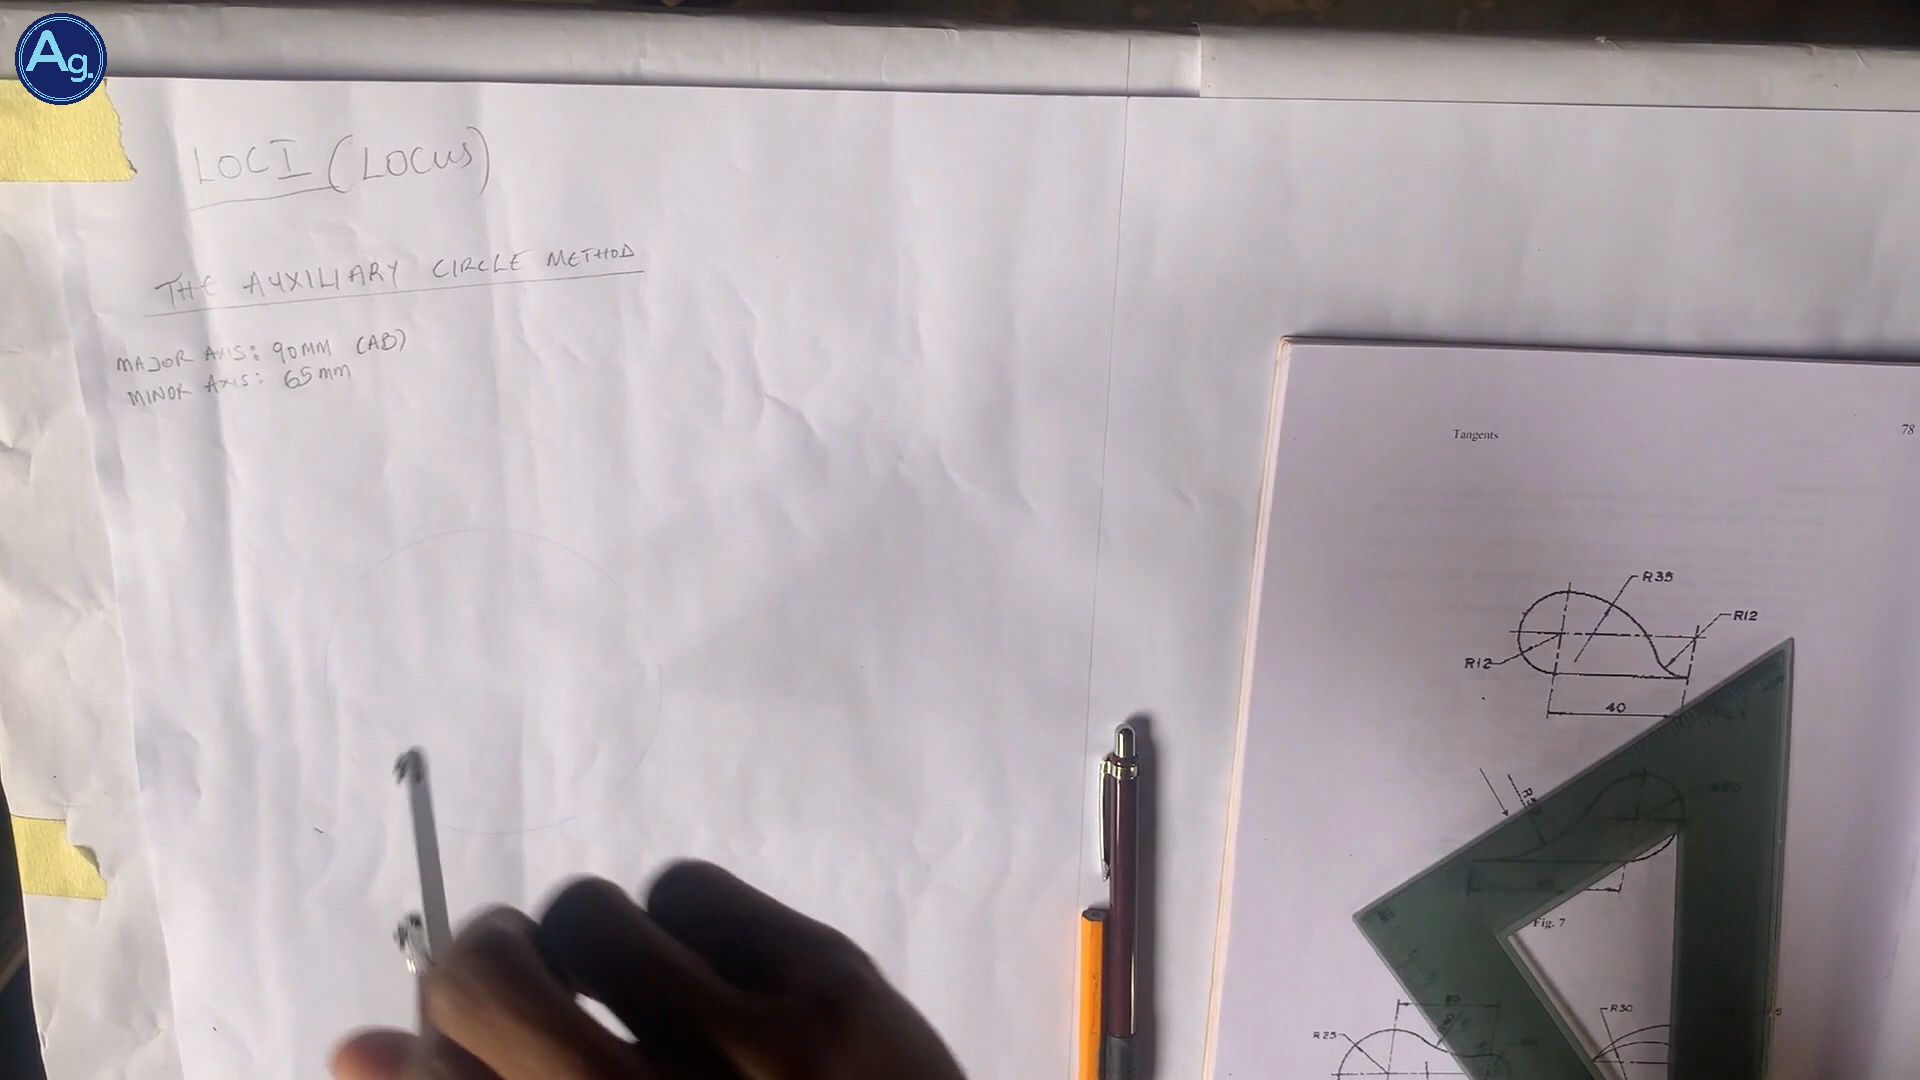 Ag.
LOCI (LOCUS)
THE AUXILIARY CIRCLE METHOD
MAJOR AXIS: 90MM (AB)
MINOR AXIS: 65mm
Tangents
78
R35
R12
R12
40
Fig. 7
R30
R25